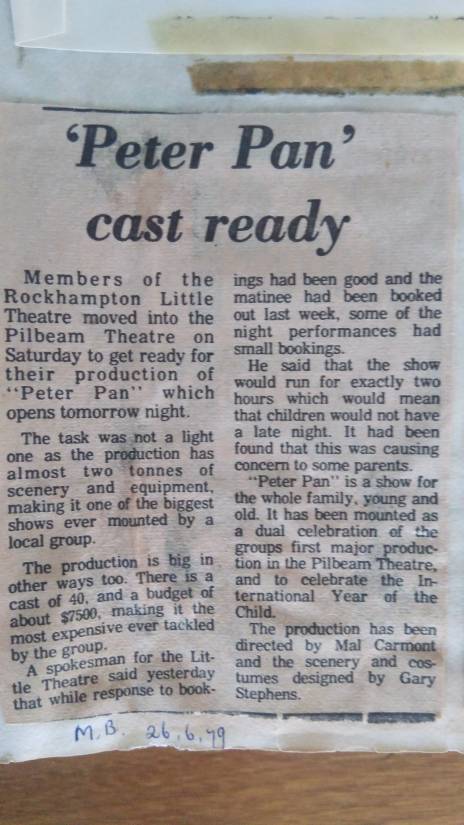 ‘Peter Pan’
cast ready
Members of the
Rockhampton Little
Theatre moved into the
Pilbeam Theatre on
Saturday to get ready for
their production of
“Peter Pan” which
opens tomorrow night.
The task was not a light
one as the production has
almost two tonnes of
scenery and equipment,
making it one of the biggest
shows ever mounted by a
local group.
The production is big in
other ways too. There is a
cast of 40, and a budget of
about $7500, making it the
most expensive ever tackled
by the group.
A spokesman for the Lit-
tle Theatre said yesterday
that while response to book-
ings had been good and the
matinee had been booked
out last week, some of the
night performances had
small bookings.
He said that the show
would run for exactly two
hours which would mean
that children would not have
a late night. It had been
found that this was causing
concern to some parents.
“Peter Pan” is a show for
the whole family, young and
old. It has been mounted as
a dual celebration of the
groups first major produc-
tion in the Pilbeam Theatre,
and to celebrate the In-
ternational Year of the
Child.
The production has been
directed by Mal Carmont
and the scenery and cos-
tumes designed by Gary
Stephens.
M.B. 26.6.79